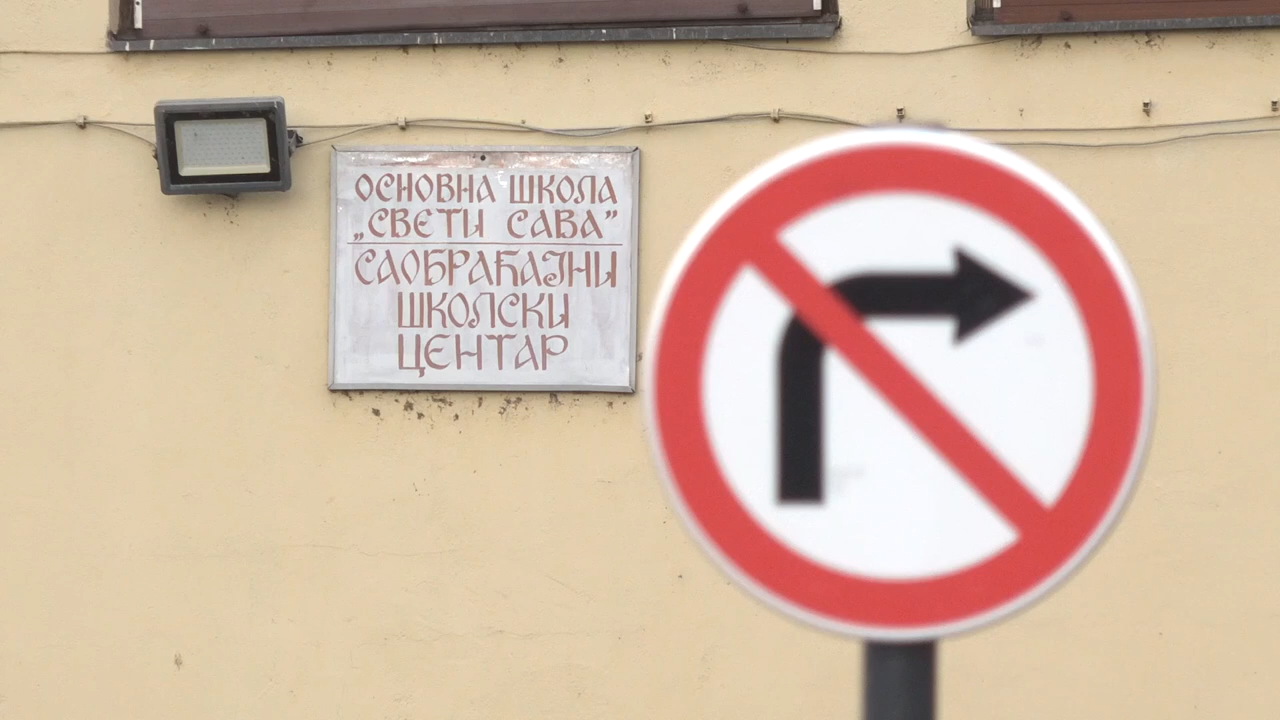 ОСНОВНА ШКОЛА
„СВЕТИ САВА”
САОБРАЋАЈНИ
ШКОЛСКИ
ЦЕНТАР